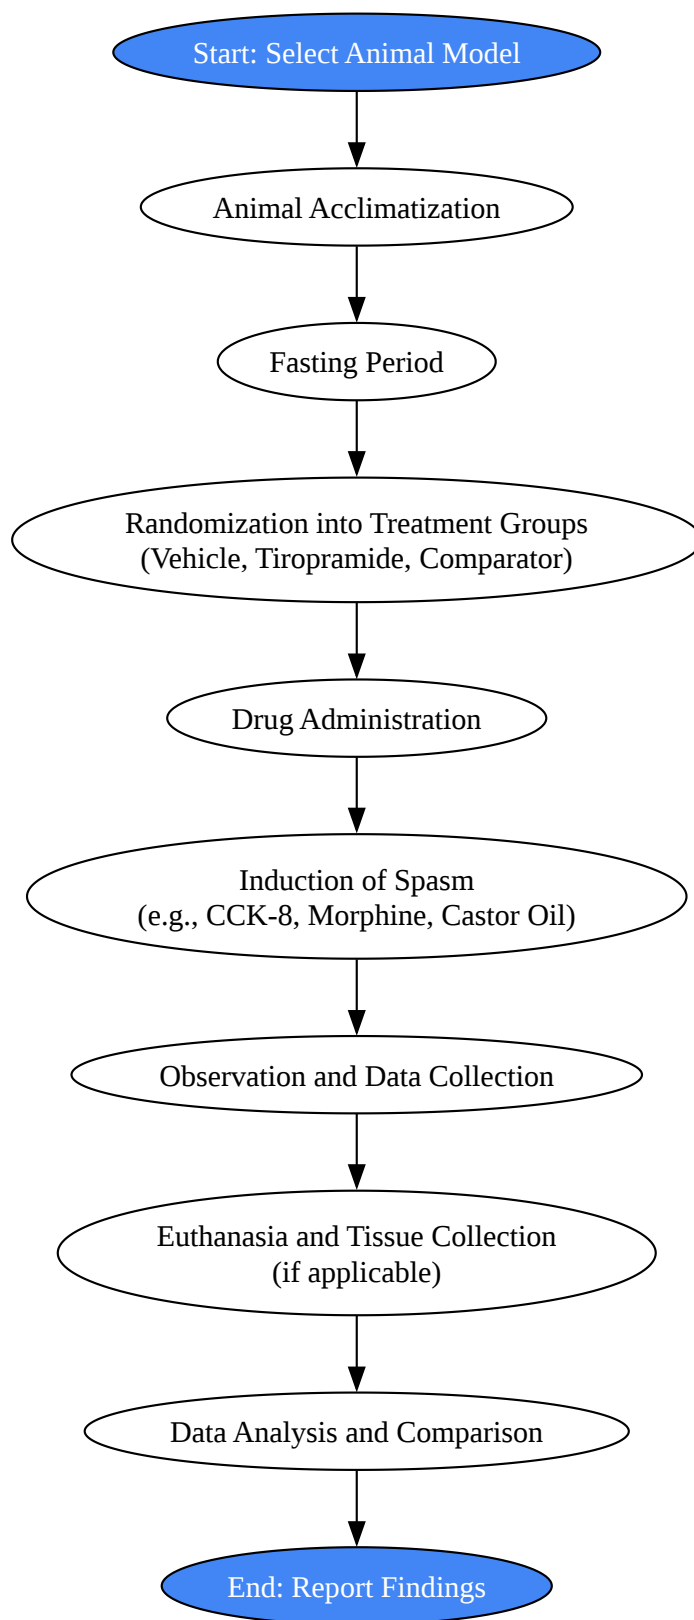 Start: Select Animal Model
Animal Acclimatization
Fasting Period
Randomization into Treatment Groups
(Vehicle, Tiropramide, Comparator)
Drug Administration
Induction of Spasm
(e.g., CCK-8, Morphine, Castor Oil)
Observation and Data Collection
Euthanasia and Tissue Collection
(if applicable)
Data Analysis and Comparison
End: Report Findings